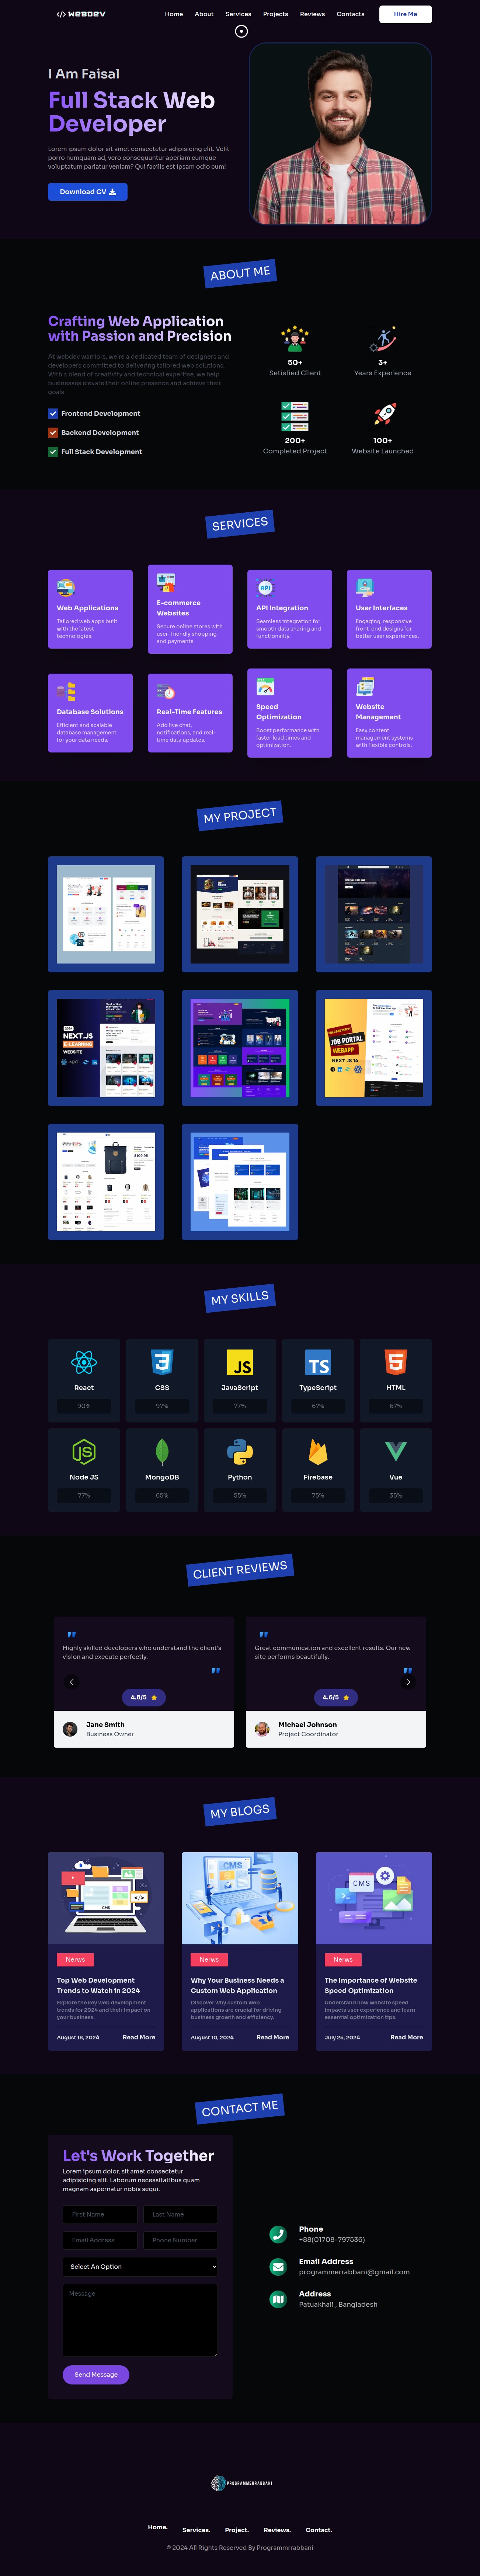 WEBDEV
Home About Services Projects Reviews Contacts Hire Me
I Am Faisal
Full Stack Web
Developer
Lorem ipsum dolor sit amet consectetur adipisicing elit. Velit
porro numquam ad, vero consequuntur aperiam cumque
voluptatum pariatur veniam? Qui facilis est ipsam odio cum!
Download CV
ABOUT ME
Crafting Web Application
with Passion and Precision
At webdev warriors, we're a dedicated team of designers and
developers committed to delivering tailored web solutions.
With a blend of creativity and technical expertise, we help
businesses elevate their online presence and achieve their
goals
Frontend Development
Backend Development
Full Stack Development
50+
Setisfied Client
3+
Years Experience
200+
Completed Project
100+
Website Launched
SERVICES
Web Applications
Tailored web apps built
with the latest
technologies.
E-commerce
Websites
Secure online stores with
user-friendly shopping
and payments.
API
API Integration
Seamless integration for
smooth data sharing and
functionality.
User Interfaces
Engaging, responsive
front-end designs for
better user experiences.
Database Solutions
Efficient and scalable
database management
for your data needs.
Real-Time Features
Add live chat,
notifications, and real-
time data updates.
Speed
Optimization
Boost performance with
faster load times and
optimization.
Website
Management
Easy content
management systems
with flexible controls.
MY PROJECT
NEXT.JS
E-LEARNING
WEBSITE
JOB PORTAL
WEBAPP
NEXT JS 14
MY SKILLS
React
90%
CSS
97%
JS
JavaScript
77%
TS
TypeScript
67%
HTML
67%
Node JS
77%
MongoDB
65%
Python
55%
Firebase
75%
Vue
33%
CLIENT REVIEWS
Highly skilled developers who understand the client's
vision and execute perfectly.
4.8/5
Jane Smith
Business Owner
Great communication and excellent results. Our new
site performs beautifully.
4.6/5
Michael Johnson
Project Coordinator
MY BLOGS
CMS
Nerws
Top Web Development
Trends to Watch in 2024
Explore the key web development
trends for 2024 and their impact on
your business.
August 18, 2024 Read More
CMS
Nerws
Why Your Business Needs a
Custom Web Application
Discover why custom web
applications are crucial for driving
business growth and efficiency.
August 10, 2024 Read More
CMS
Nerws
The Importance of Website
Speed Optimization
Understand how website speed
impacts user experience and learn
essential optimization tips.
July 25, 2024 Read More
CONTACT ME
Let's Work Together
Lorem ipsum dolor, sit amet consectetur
adipisicing elit. Laborum necessitatibus quam
magnam aspernatur nobis sequi.
First Name Last Name
Email Address Phone Number
Select An Option
Message
Send Message
Phone
+88(01708-797536)
Email Address
programmerrabbani@gmail.com
Address
Patuakhali , Bangladesh
PROGRAMMERRABBANI
Home. Services. Project. Reviews. Contact.
© 2024 All Rights Reserved By Programmrrabbani